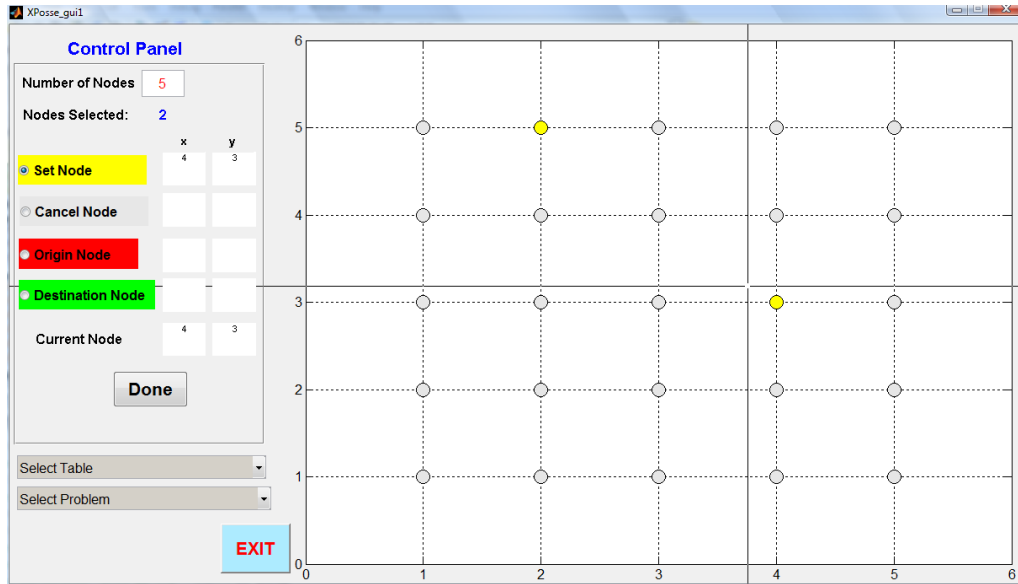 XPosse_gui1
Control Panel
Number of Nodes 5
Nodes Selected: 2
x y
Set Node 4 3
Cancel Node
Origin Node
Destination Node
Current Node 4 3
Done
Select Table
Select Problem
EXIT
6
5
4
3
2
1
0
0 1 2 3 4 5 6